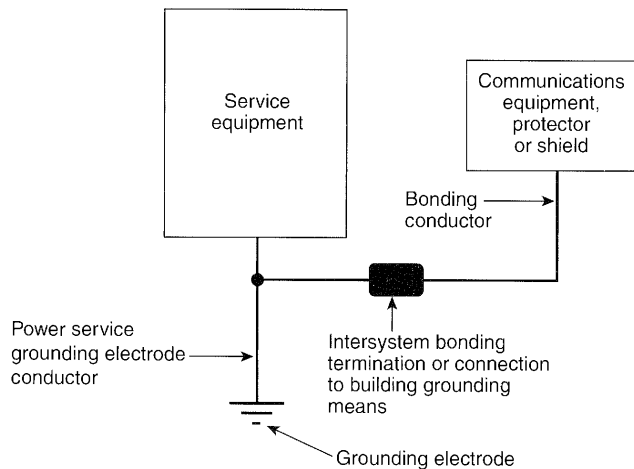 Service
equipment
Communications
equipment,
protector
or shield
Bonding
conductor
Power service
grounding electrode
conductor
Intersystem bonding
termination or connection
to building grounding
means
Grounding electrode